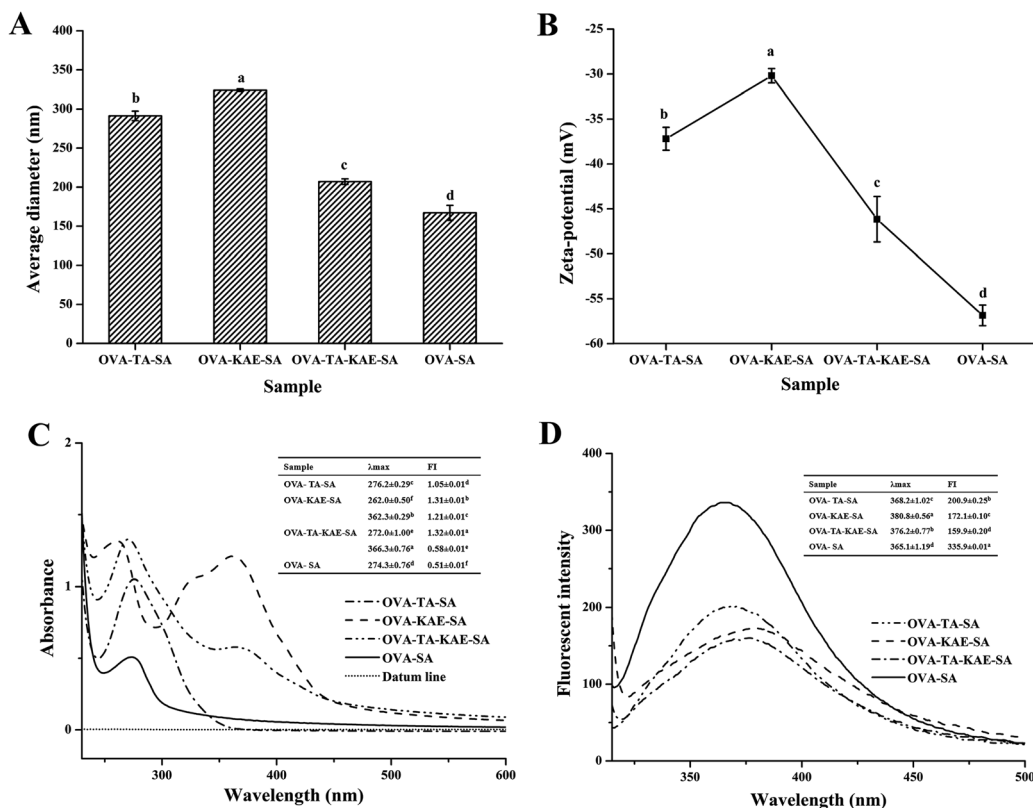 A
400
350
300
250
200
150
100
50
0
Average diameter (nm)
b
a
c
d
OVA-TA-SA OVA-KAE-SA OVA-TA-KAE-SA OVA-SA
Sample
B
-25
-30
-35
-40
-45
-50
-55
-60
Zeta-potential (mV)
b
a
c
d
OVA-TA-SA OVA-KAE-SA OVA-TA-KAE-SA OVA-SA
Sample
C
2
1
0
Absorbance
Sample λmax FI
OVA- TA-SA 276.2±0.29ᶜ 1.05±0.01ᵈ
OVA-KAE-SA 262.0±0.50ᶠ 1.31±0.01ᵇ
362.3±0.29ᵇ 1.21±0.01ᶜ
OVA-TA-KAE-SA 272.0±1.00ᵉ 1.32±0.01ᵃ
366.3±0.76ᵃ 0.58±0.01ᵉ
OVA- SA 274.3±0.76ᵈ 0.51±0.01ᶠ
OVA-TA-SA
OVA-KAE-SA
OVA-TA-KAE-SA
OVA-SA
Datum line
300 400 500 600
Wavelength (nm)
D
400
300
200
100
0
Fluorescent intensity
Sample λmax FI
OVA- TA-SA 368.2±1.02ᶜ 200.9±0.25ᵇ
OVA-KAE-SA 380.8±0.56ᵃ 172.1±0.10ᶜ
OVA-TA-KAE-SA 376.2±0.77ᵇ 159.9±0.20ᵈ
OVA- SA 365.1±1.19ᵈ 335.9±0.01ᵃ
OVA-TA-SA
OVA-KAE-SA
OVA-TA-KAE-SA
OVA-SA
350 400 450 500
Wavelength (nm)